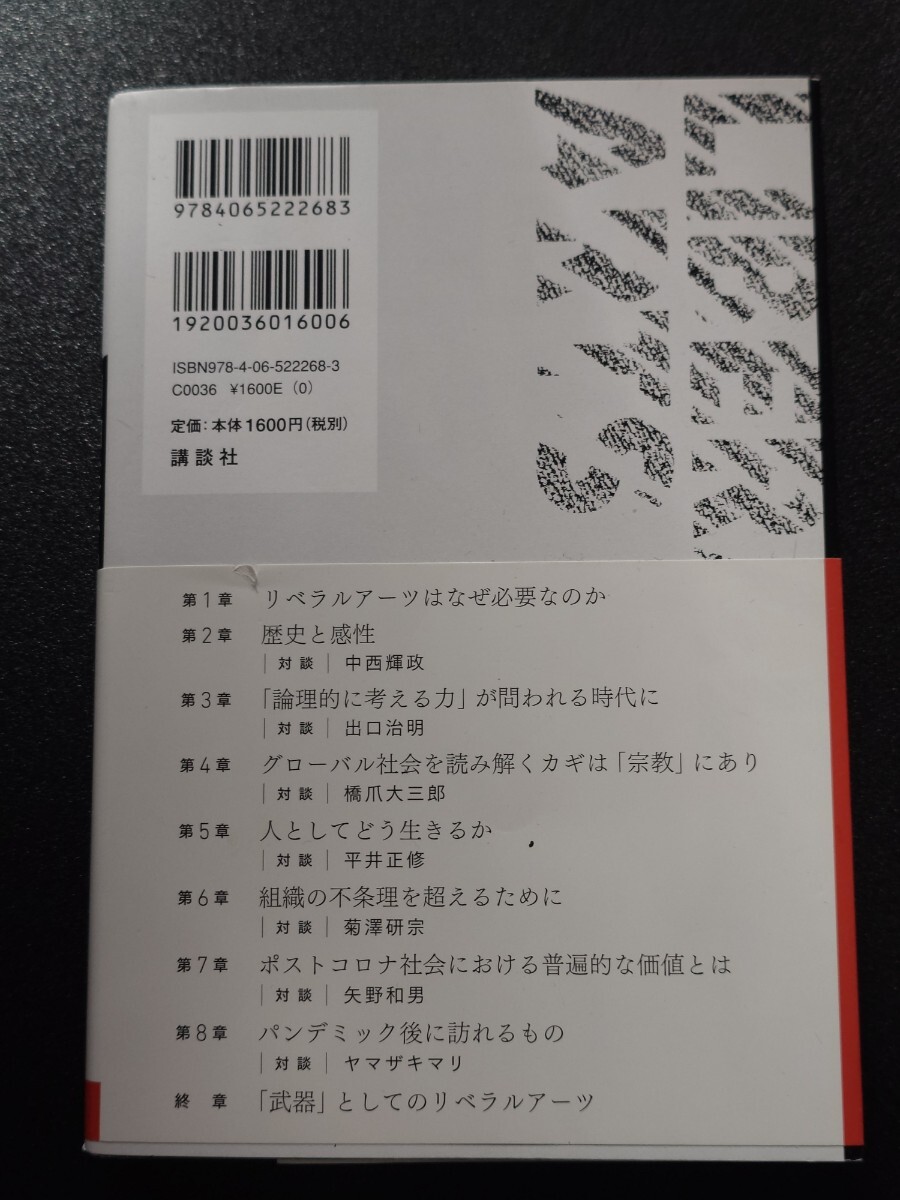 9784065222683
1920036016006
ISBN978-4-06-522268-3
C0036 ¥1600E (0)
定価:本体1600円(税別)
講談社
第1章 リベラルアーツはなぜ必要なのか
第2章 歴史と感性
|対談| 中西輝政
第3章 「論理的に考える力」が問われる時代に
|対談| 出口治明
第4章 グローバル社会を読み解くカギは「宗教」にあり
|対談| 橋爪大三郎
第5章 人としてどう生きるか
|対談| 平井正修
第6章 組織の不条理を超えるために
|対談| 菊澤研宗
第7章 ポストコロナ社会における普遍的な価値とは
|対談| 矢野和男
第8章 パンデミック後に訪れるもの
|対談| ヤマザキマリ
終章 「武器」としてのリベラルアーツ